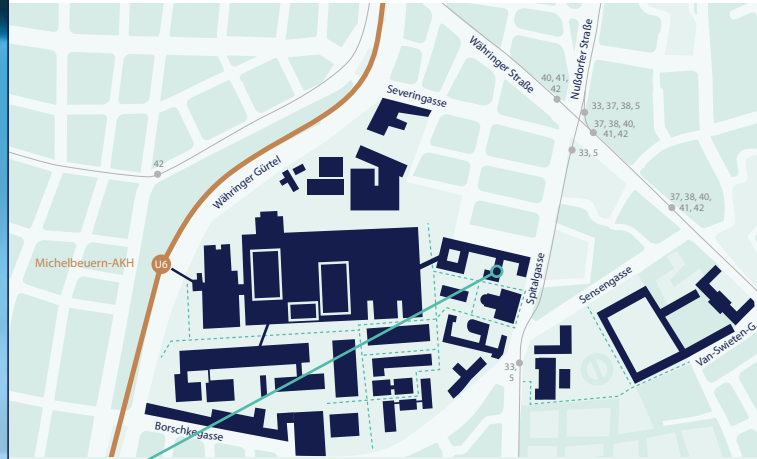 Währinger Straße
Nußdorfer Straße
40, 41,
42
Severingasse
33, 37, 38, 5
37, 38, 40,
41, 42
33, 5
42
Währinger Gürtel
37, 38, 40,
41, 42
Michelbeuern-AKH
U6
Spitalgasse
Sensengasse
Van-Swieten-G
33,
5
Borschkegasse